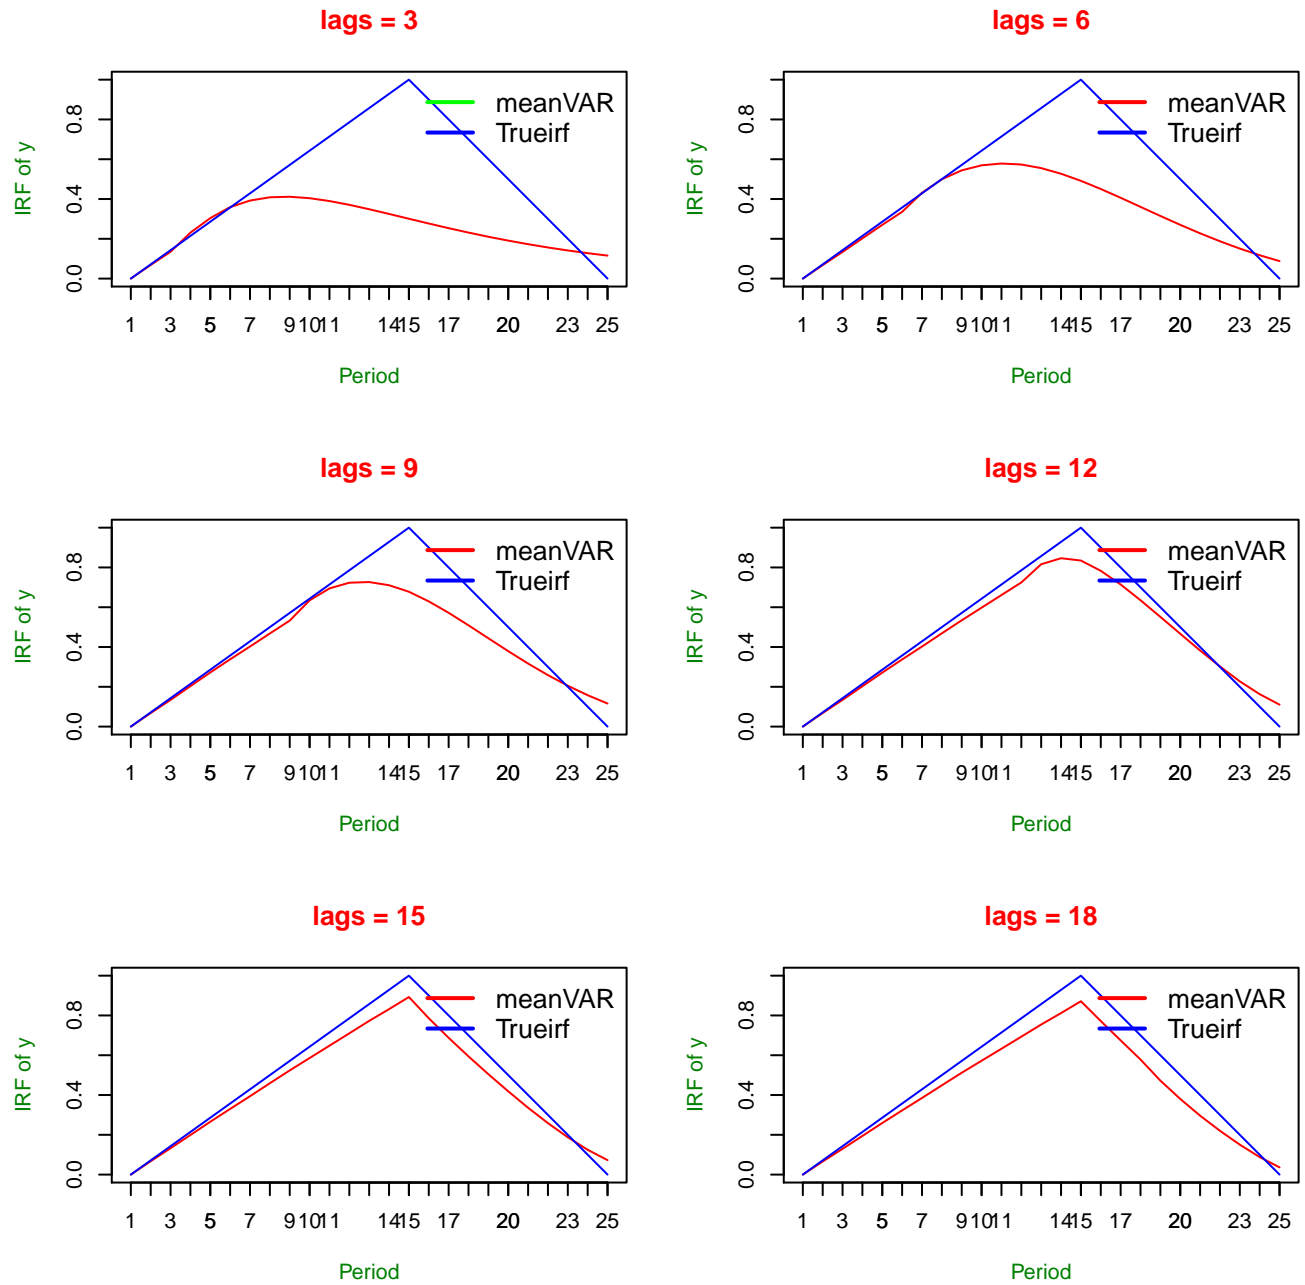 lags = 3
IRF of y
0.0 0.4 0.8
meanVAR
Trueirf
1 3 5 7 9 10 11 14 15 17 20 23 25
Period
lags = 6
IRF of y
0.0 0.4 0.8
meanVAR
Trueirf
1 3 5 7 9 10 11 14 15 17 20 23 25
Period
lags = 9
IRF of y
0.0 0.4 0.8
meanVAR
Trueirf
1 3 5 7 9 10 11 14 15 17 20 23 25
Period
lags = 12
IRF of y
0.0 0.4 0.8
meanVAR
Trueirf
1 3 5 7 9 10 11 14 15 17 20 23 25
Period
lags = 15
IRF of y
0.0 0.4 0.8
meanVAR
Trueirf
1 3 5 7 9 10 11 14 15 17 20 23 25
Period
lags = 18
IRF of y
0.0 0.4 0.8
meanVAR
Trueirf
1 3 5 7 9 10 11 14 15 17 20 23 25
Period